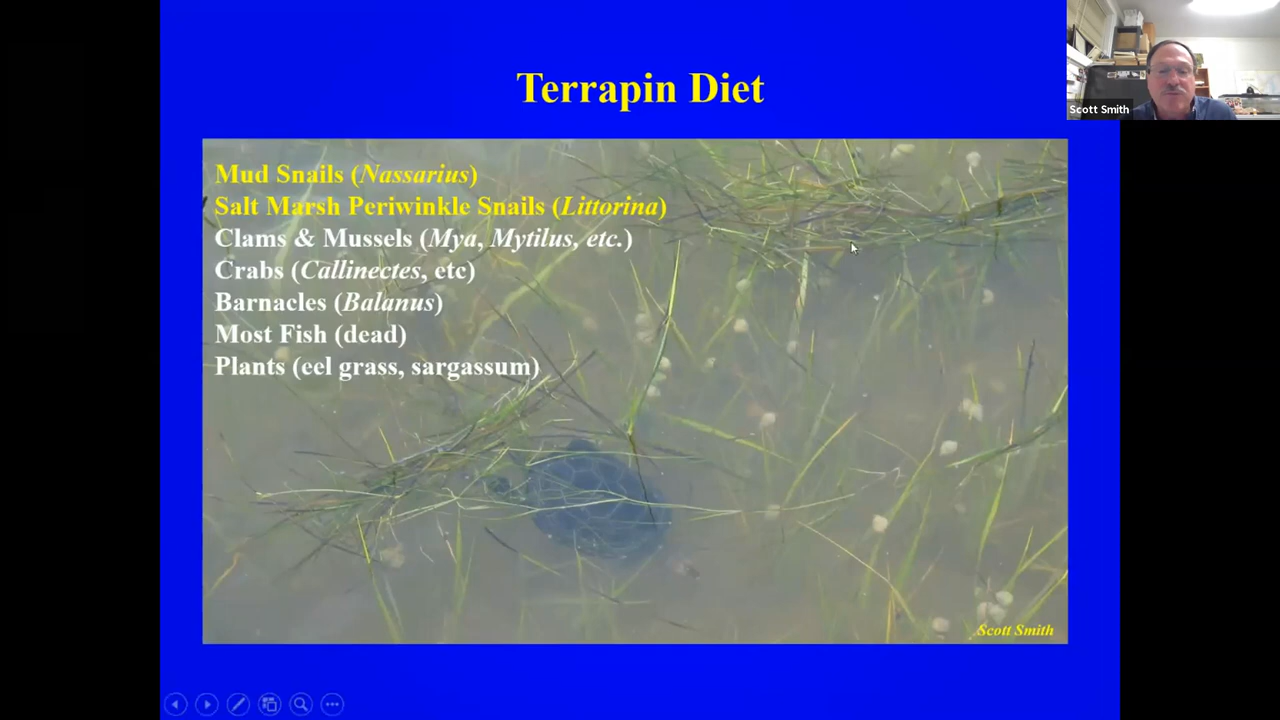 Terrapin Diet
Scott Smith
Mud Snails (Nassarius)
Salt Marsh Periwinkle Snails (Littorina)
Clams & Mussels (Mya, Mytilus, etc.)
Crabs (Callinectes, etc)
Barnacles (Balanus)
Most Fish (dead)
Plants (eel grass, sargassum)
Scott Smith